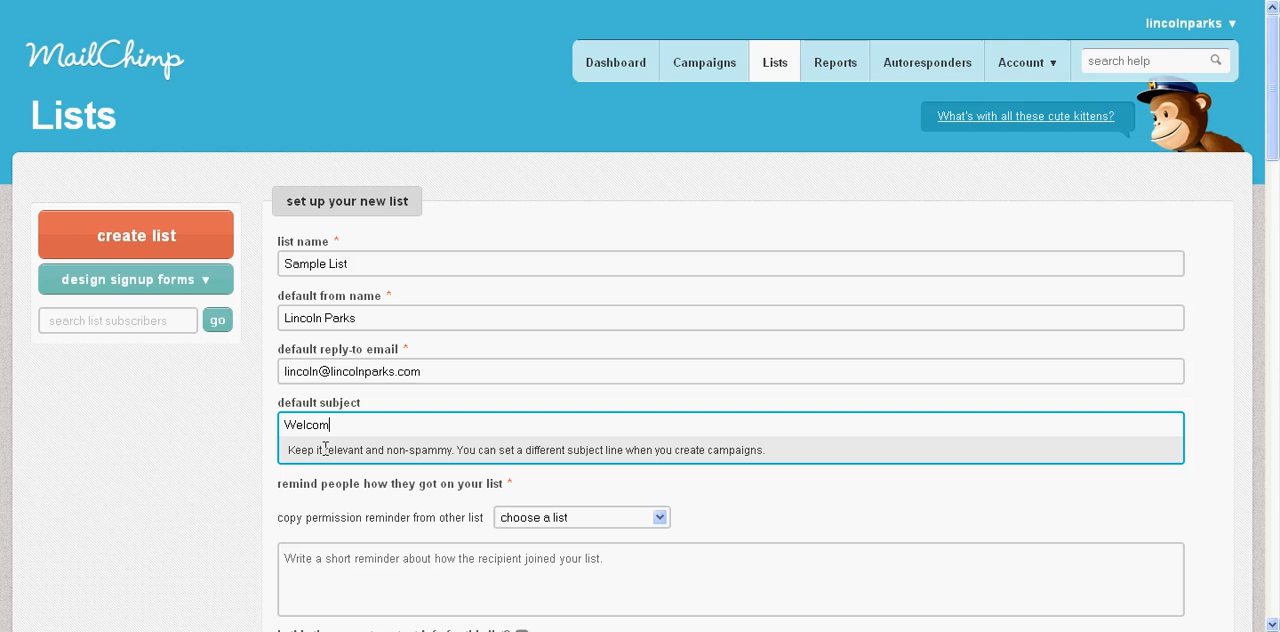 lincolnparks ▼
MailChimp
Dashboard Campaigns Lists Reports Autoresponders Account ▼ search help
Lists
What's with all these cute kittens?
set up your new list
create list
design signup forms ▼
search list subscribers go
list name *
Sample List
default from name *
Lincoln Parks
default reply-to email *
lincoln@lincolnparks.com
default subject
Welcom
Keep it relevant and non-spammy. You can set a different subject line when you create campaigns.
remind people how they got on your list *
copy permission reminder from other list choose a list
Write a short reminder about how the recipient joined your list.